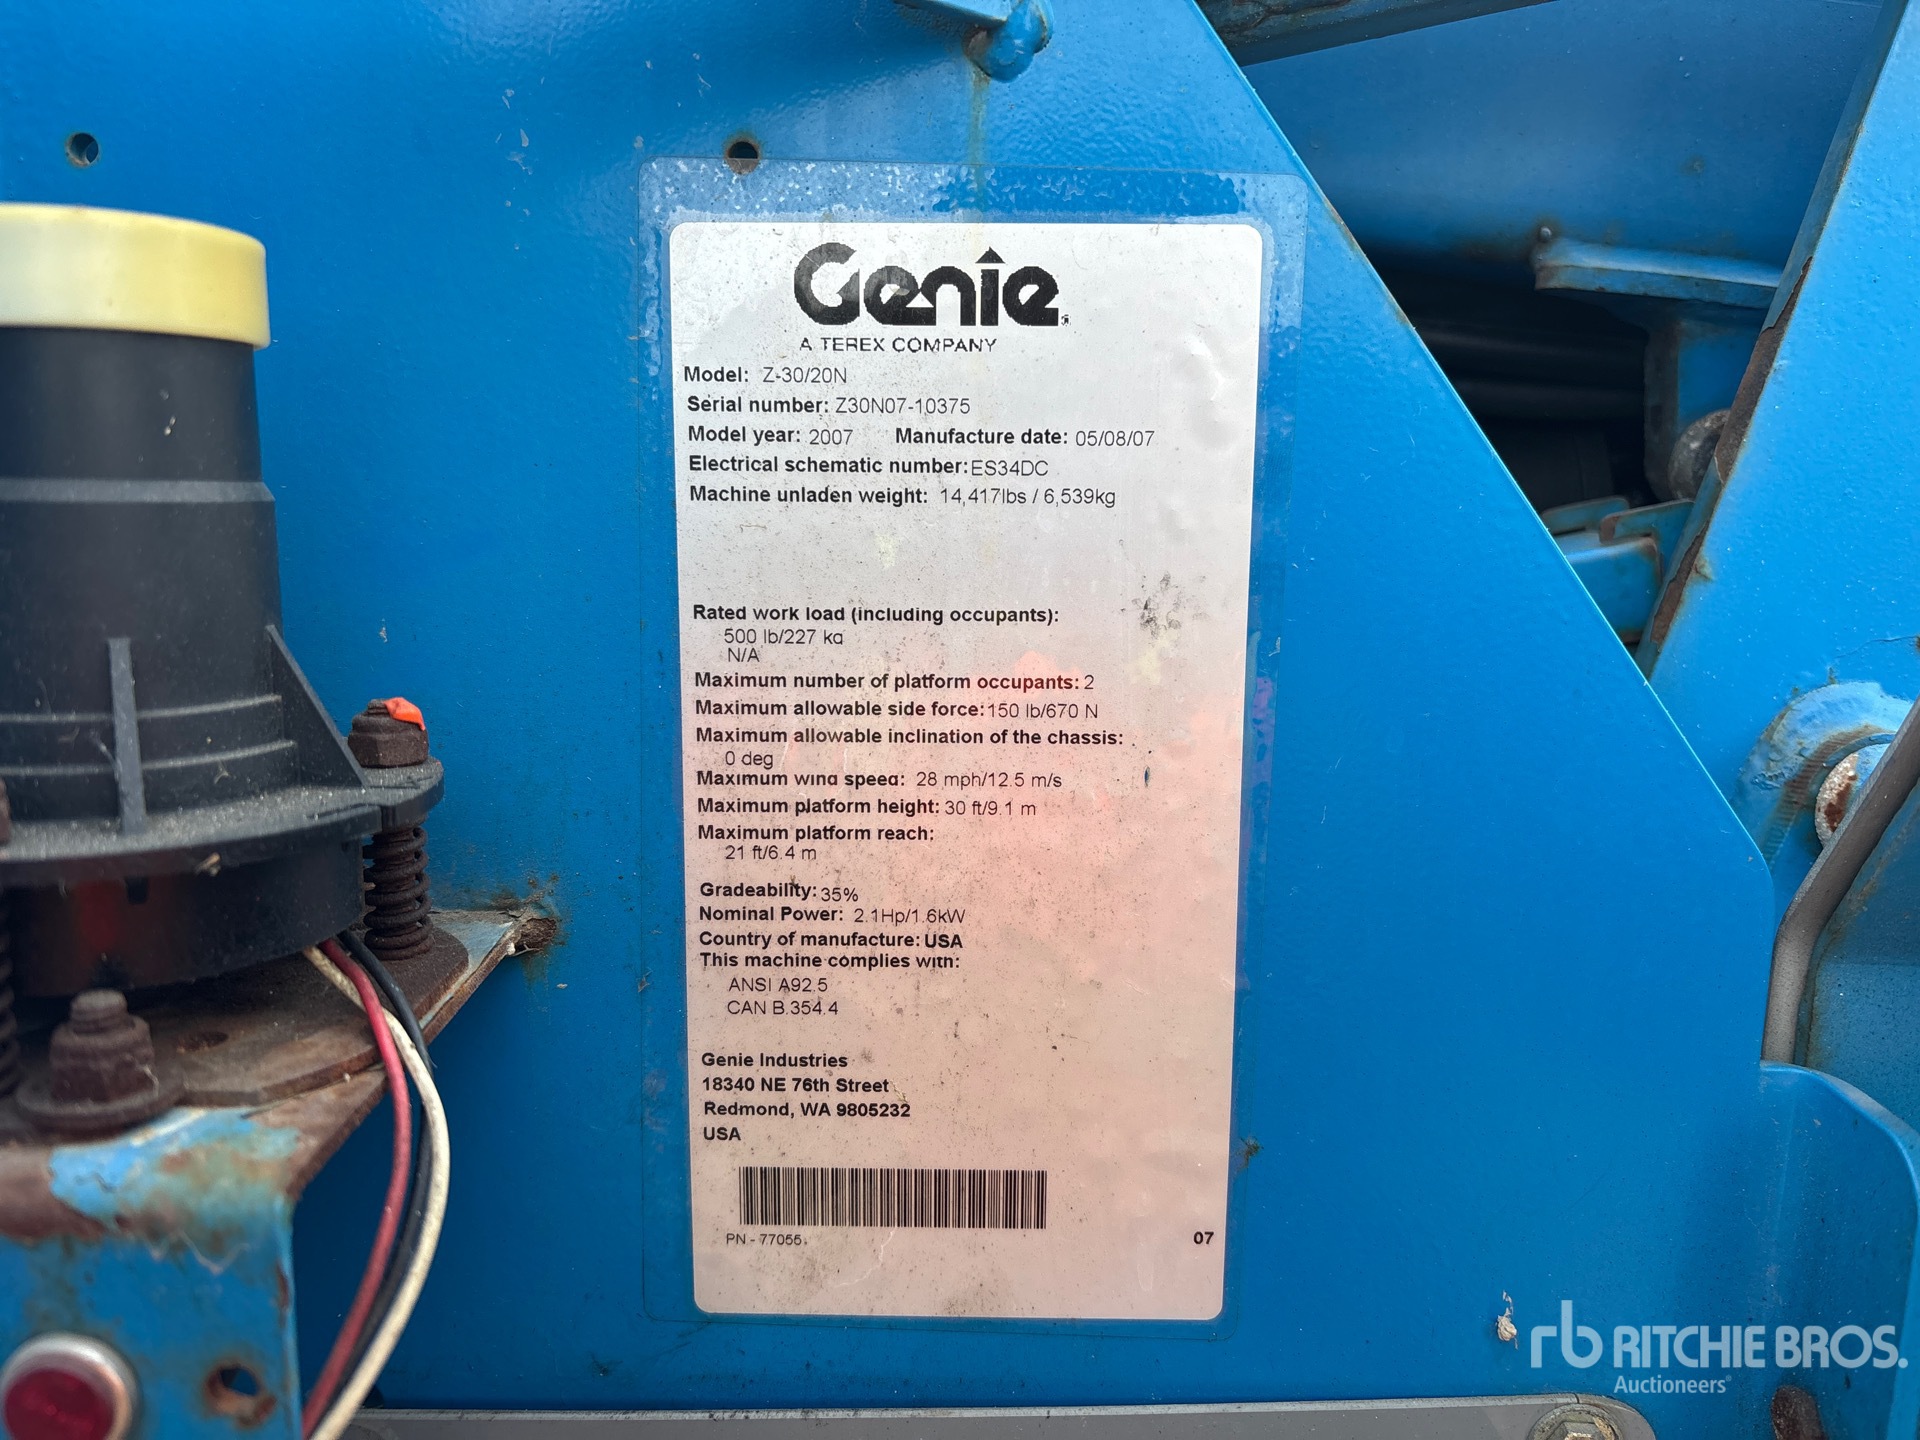 Genie
A TEREX COMPANY
Model: Z-30/20N
Serial number: Z30N07-10375
Model year: 2007 Manufacture date: 05/08/07
Electrical schematic number: ES34DC
Machine unladen weight: 14,417lbs / 6,539kg
Rated work load (including occupants):
500 lb/227 kg
N/A
Maximum number of platform occupants: 2
Maximum allowable side force: 150 lb/670 N
Maximum allowable inclination of the chassis:
0 deg
Maximum wind speed: 28 mph/12.5 m/s
Maximum platform height: 30 ft/9.1 m
Maximum platform reach:
21 ft/6.4 m
Gradeability: 35%
Nominal Power: 2.1Hp/1.6kW
Country of manufacture: USA
This machine complies with:
ANSI A92.5
CAN B.354.4
Genie Industries
18340 NE 76th Street
Redmond, WA 9805232
USA
PN - 77055
07
rb RITCHIE BROS.
Auctioneers